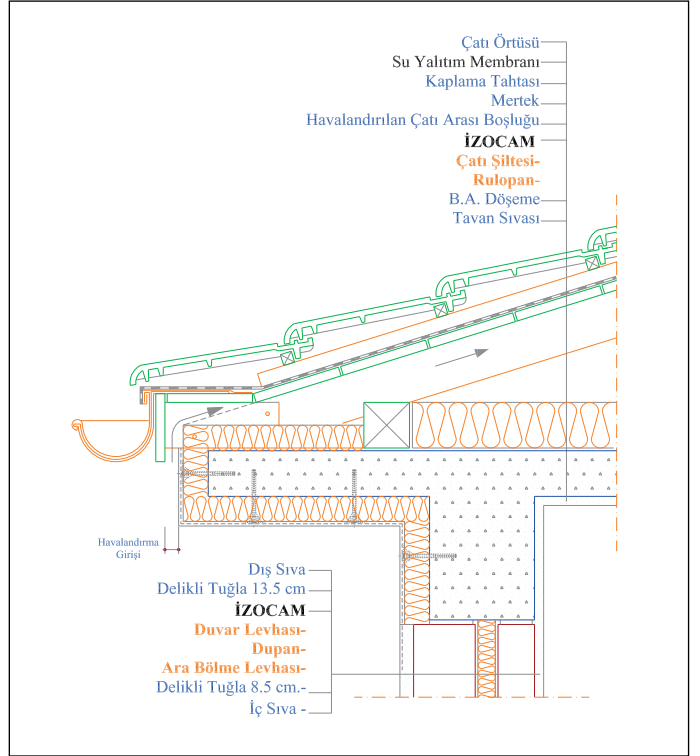 Çatı Örtüsü
Su Yalıtım Membranı
Kaplama Tahtası
Mertek
Havalandırılan Çatı Arası Boşluğu
İZOCAM
Çatı Şiltesi-
Rulopan-
B.A. Döşeme
Tavan Sıvası
Havalandırma
Girişi
Dış Sıva
Delikli Tuğla 13.5 cm
İZOCAM
Duvar Levhası-
Dupan-
Ara Bölme Levhası-
Delikli Tuğla 8.5 cm.-
İç Sıva -